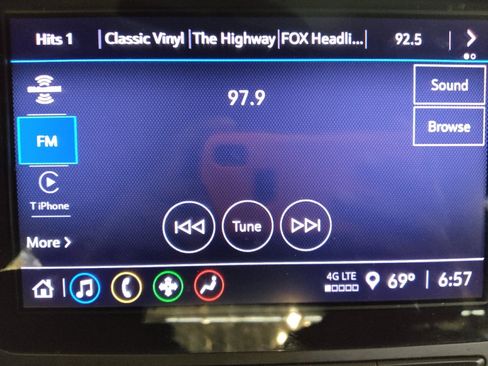 Hits 1 Classic Vinyl The Highway FOX Headli... 92.5
Sound
97.9
Browse
FM
T iPhone
Tune
More
4G LTE 69° 6:57